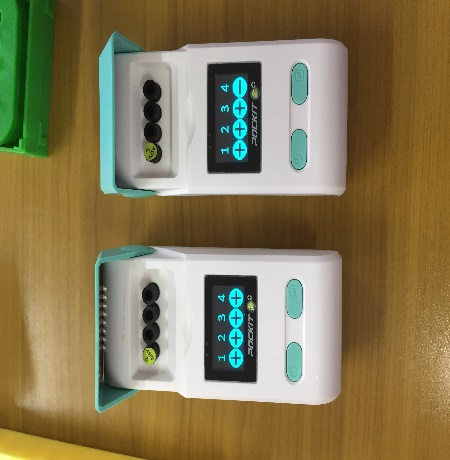 1 2 3 4
+ + + −
POCKIT
1 2 3 4
+ + + +
POCKIT